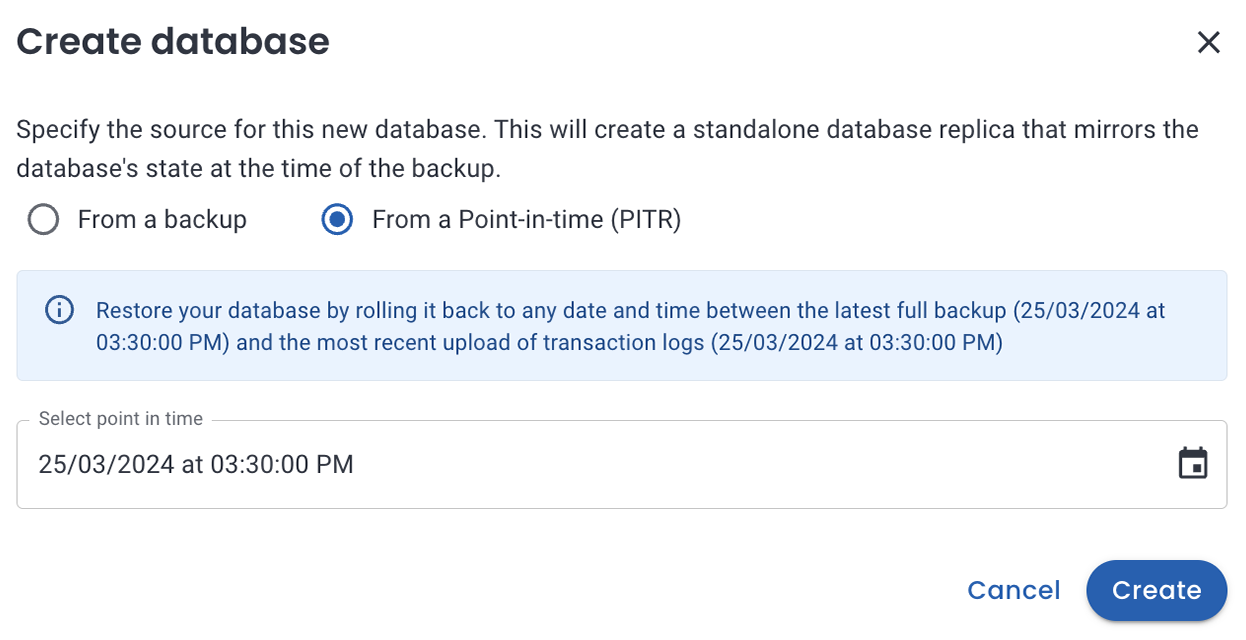 Create database
Specify the source for this new database. This will create a standalone database replica that mirrors the
database's state at the time of the backup.
From a backup
From a Point-in-time (PITR)
Restore your database by rolling it back to any date and time between the latest full backup (25/03/2024 at
03:30:00 PM) and the most recent upload of transaction logs (25/03/2024 at 03:30:00 PM)
Select point in time
25/03/2024 at 03:30:00 PM
Cancel
Create